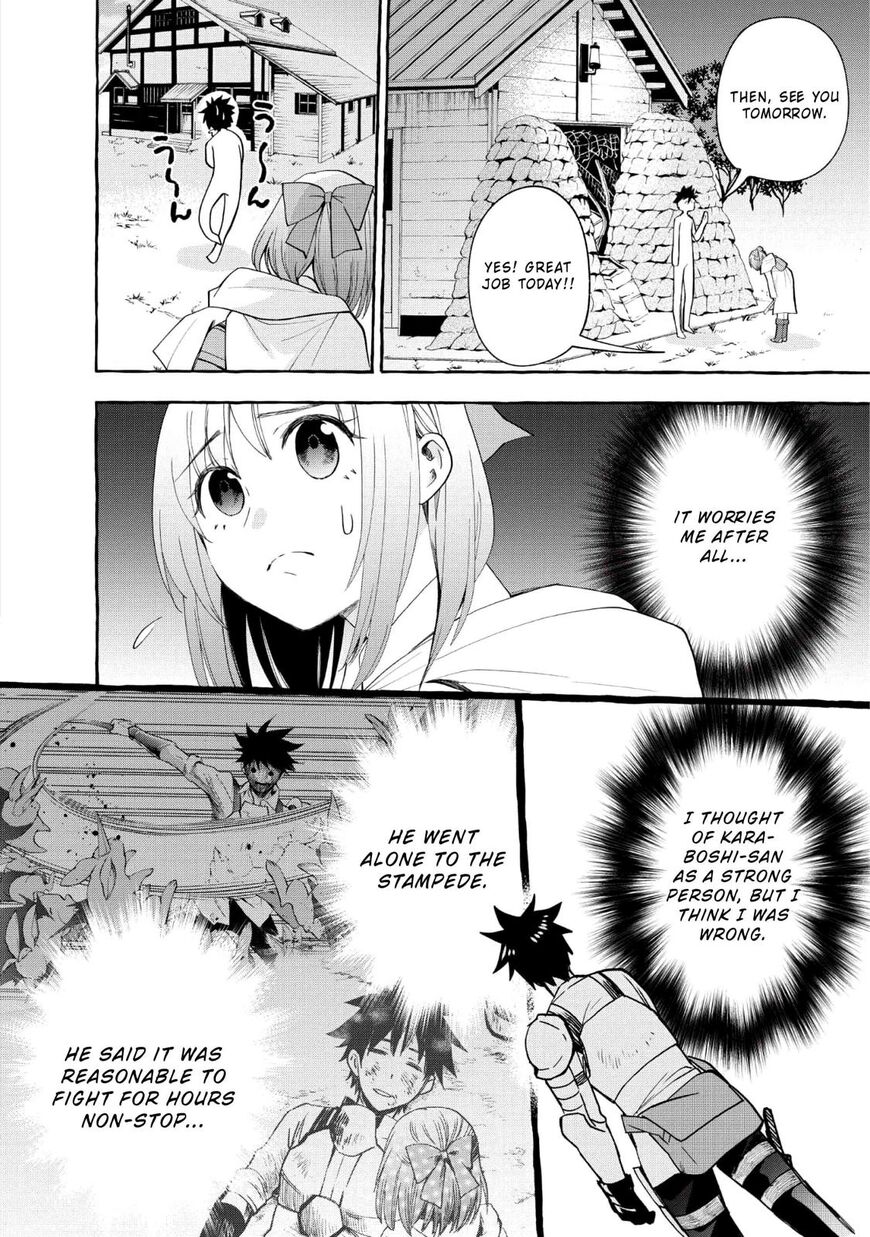 THEN, SEE YOU
TOMORROW.
YES! GREAT
JOB TODAY!!
う〜〜ん
う〜〜ん
IT WORRIES
ME AFTER
ALL...
I THOUGHT
OF KARA-
BOSHI-SAN
AS A STRONG
PERSON, BUT I
THINK I WAS
WRONG.
HE WENT
ALONE TO THE
STAMPEDE.
HE SAID IT WAS
REASONABLE TO
FIGHT FOR HOURS
NON-STOP...